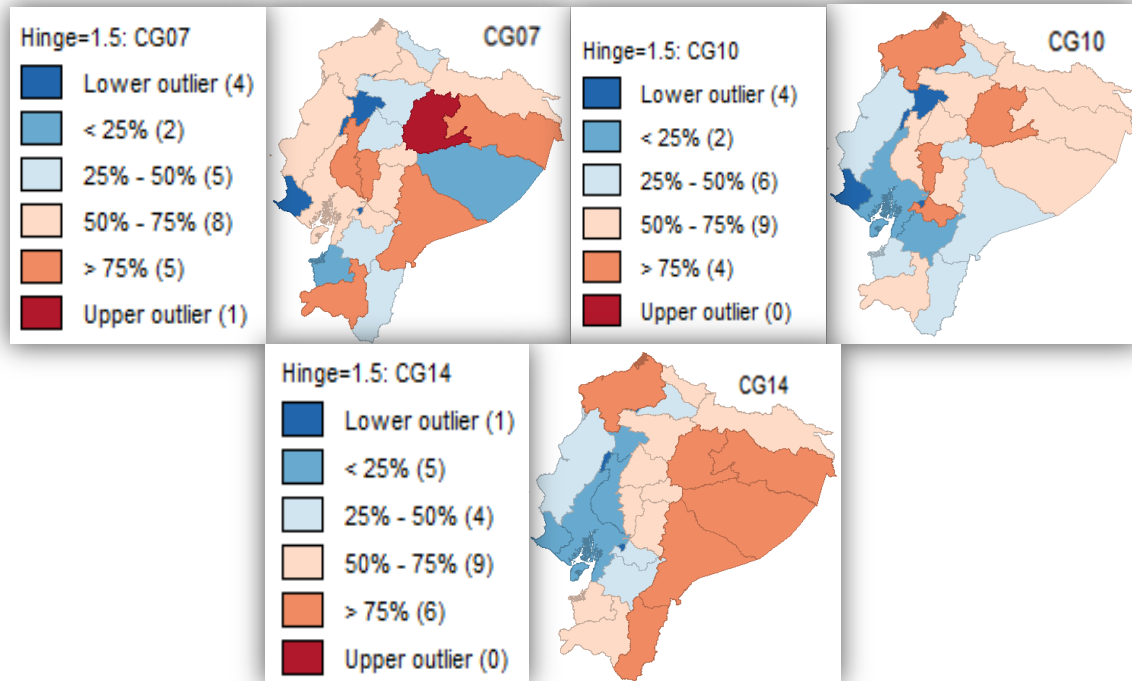 Hinge=1.5: CG07
Lower outlier (4)
< 25% (2)
25% - 50% (5)
50% - 75% (8)
> 75% (5)
Upper outlier (1)
CG07
Hinge=1.5: CG10
Lower outlier (4)
< 25% (2)
25% - 50% (6)
50% - 75% (9)
> 75% (4)
Upper outlier (0)
CG10
Hinge=1.5: CG14
Lower outlier (1)
< 25% (5)
25% - 50% (4)
50% - 75% (9)
> 75% (6)
Upper outlier (0)
CG14